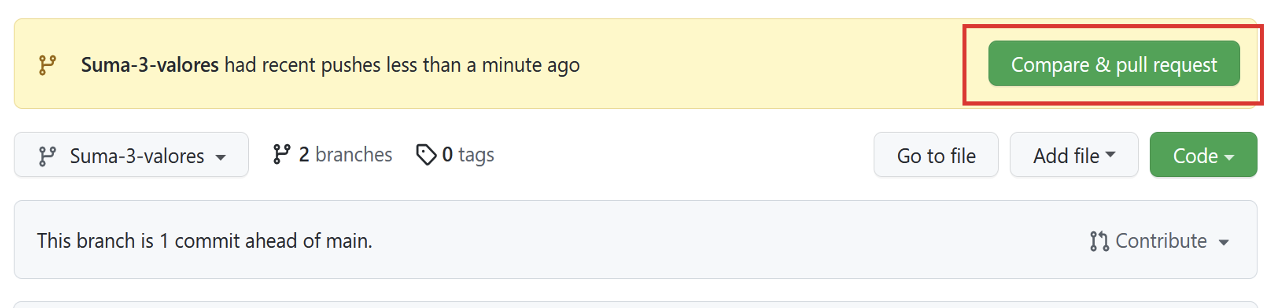 Suma-3-valores had recent pushes less than a minute ago Compare & pull request
Suma-3-valores 2 branches 0 tags Go to file Add file Code
This branch is 1 commit ahead of main. Contribute